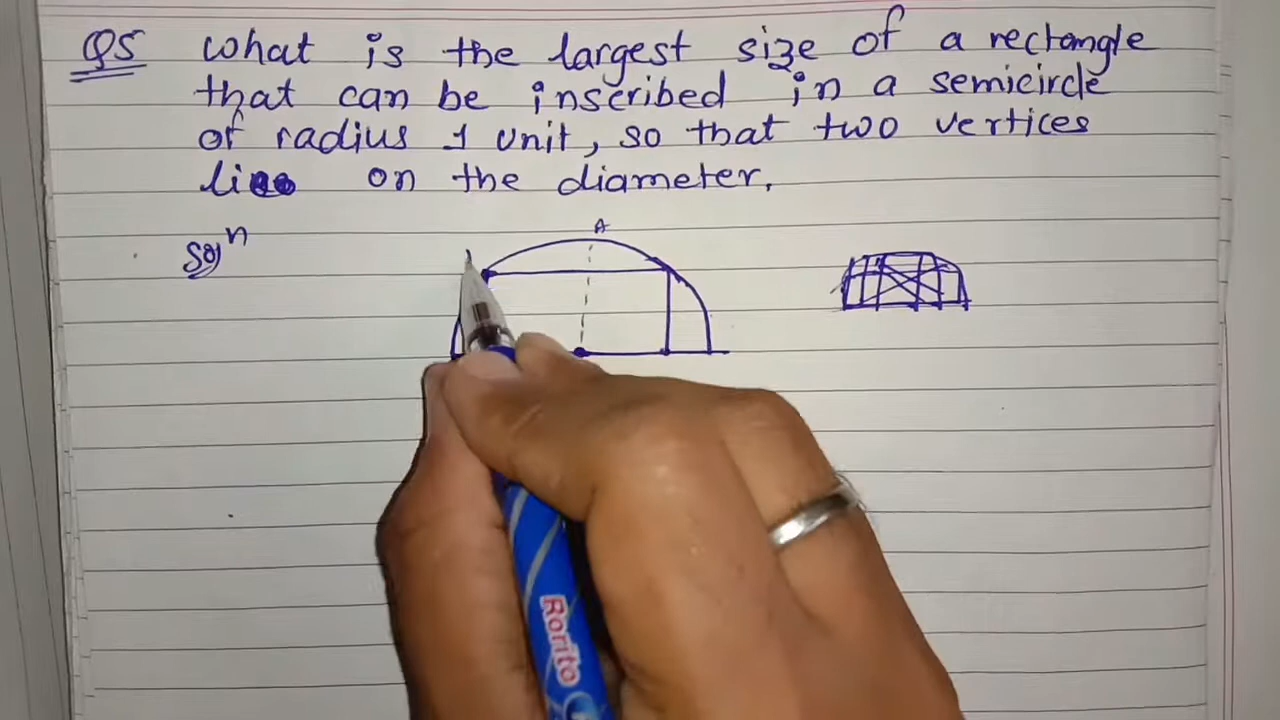 Q5 What is the largest size of a rectangle
that can be inscribed in a semicircle
of radius 1 unit, so that two vertices
lie on the diameter.
Solⁿ
A
Rorito